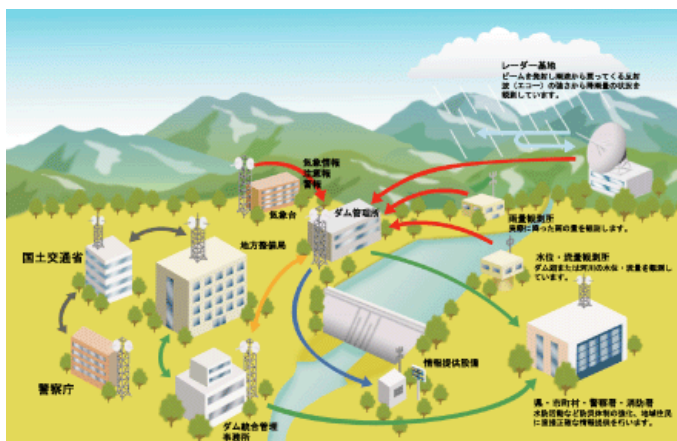 レーダー基地
ビームを発射し雨滴から戻ってくる反射
波(エコー)の強さから降雨量の状況を
観測しています。
気象情報
注意報
警報
気象台
ダム管理所
雨量観測所
実際に降った雨の量を観測します。
地方整備局
国土交通省
水位・流量観測所
ダム湖または河川の水位・流量を観測し
ています。
警察庁
情報提供設備
ダム統合管理
事務所
県・市町村・警察署・消防署
水防活動など防災体制の強化、地域住民
に直接正確な情報提供を行います。